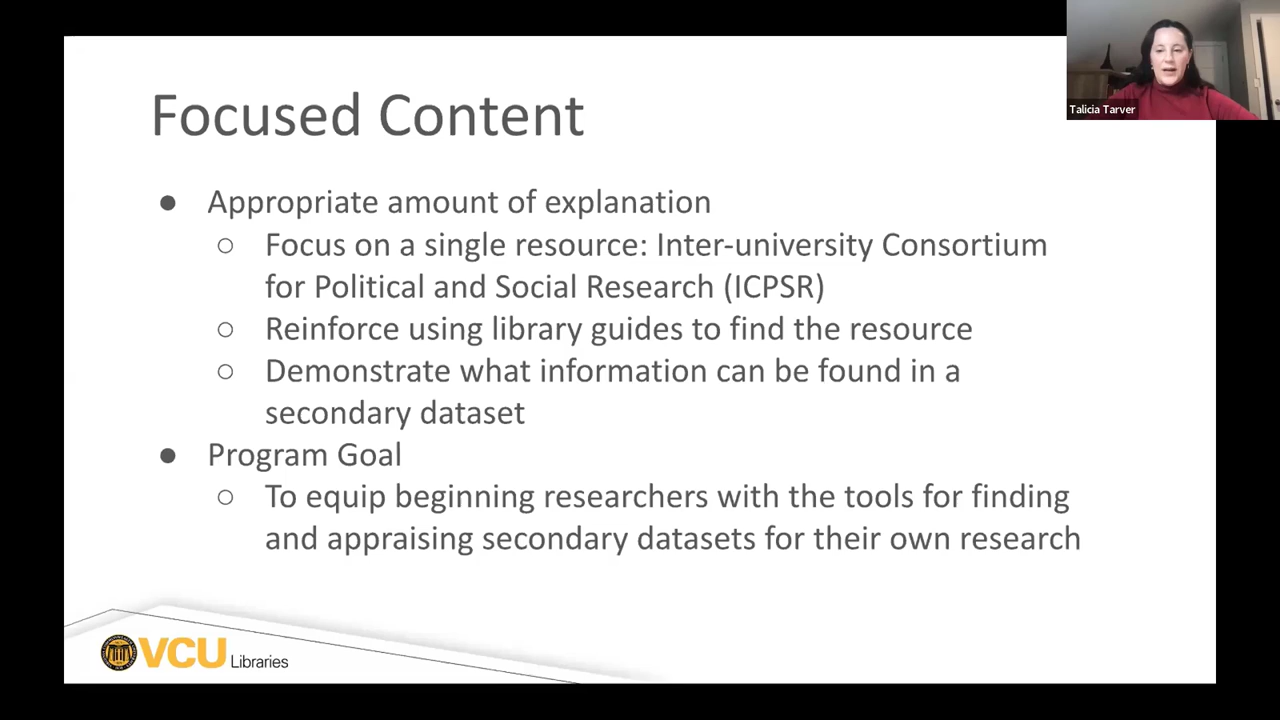 Talicia Tarver
Focused Content
● Appropriate amount of explanation
○ Focus on a single resource: Inter-university Consortium
for Political and Social Research (ICPSR)
○ Reinforce using library guides to find the resource
○ Demonstrate what information can be found in a
secondary dataset
● Program Goal
○ To equip beginning researchers with the tools for finding
and appraising secondary datasets for their own research
VCU Libraries